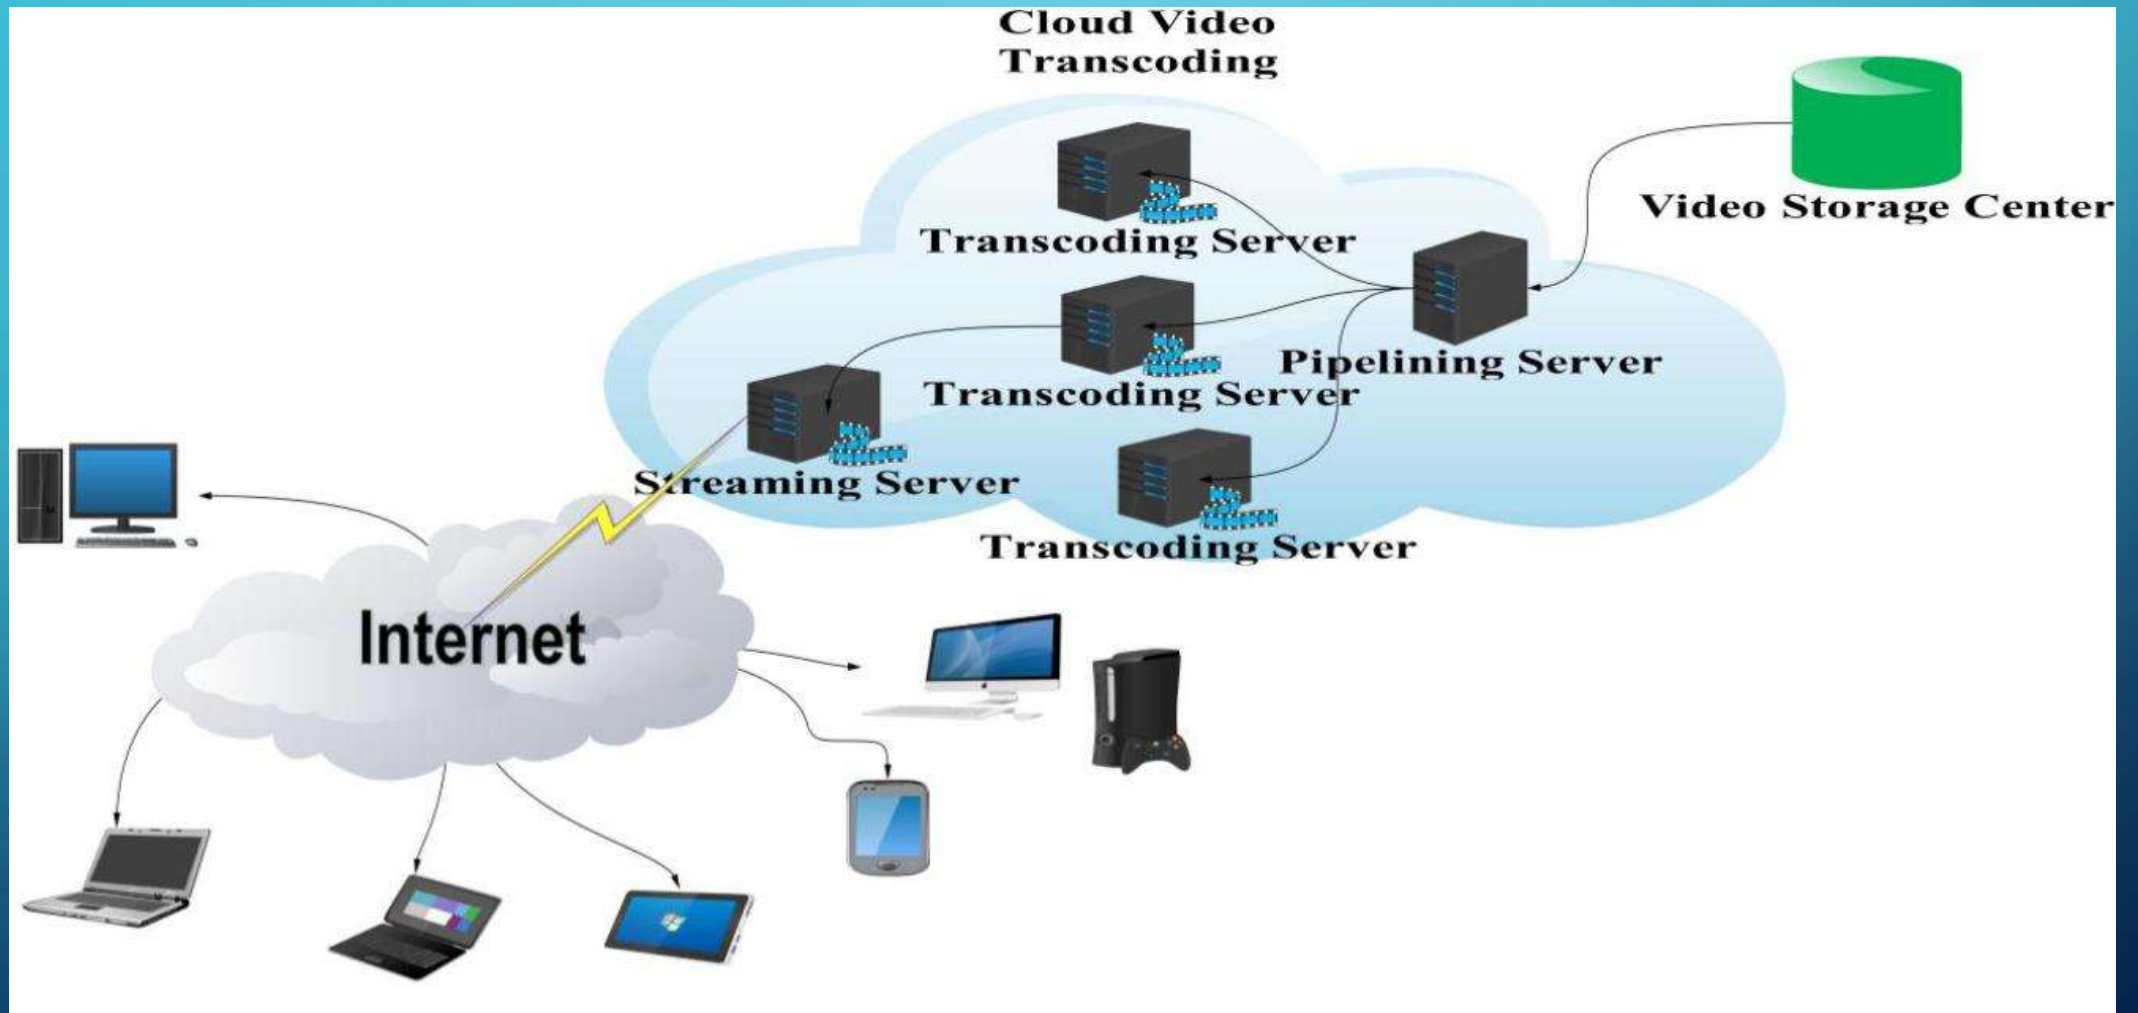 Cloud Video
Transcoding
Video Storage Center
Transcoding Server
Pipelining Server
Transcoding Server
Streaming Server
Transcoding Server
Internet